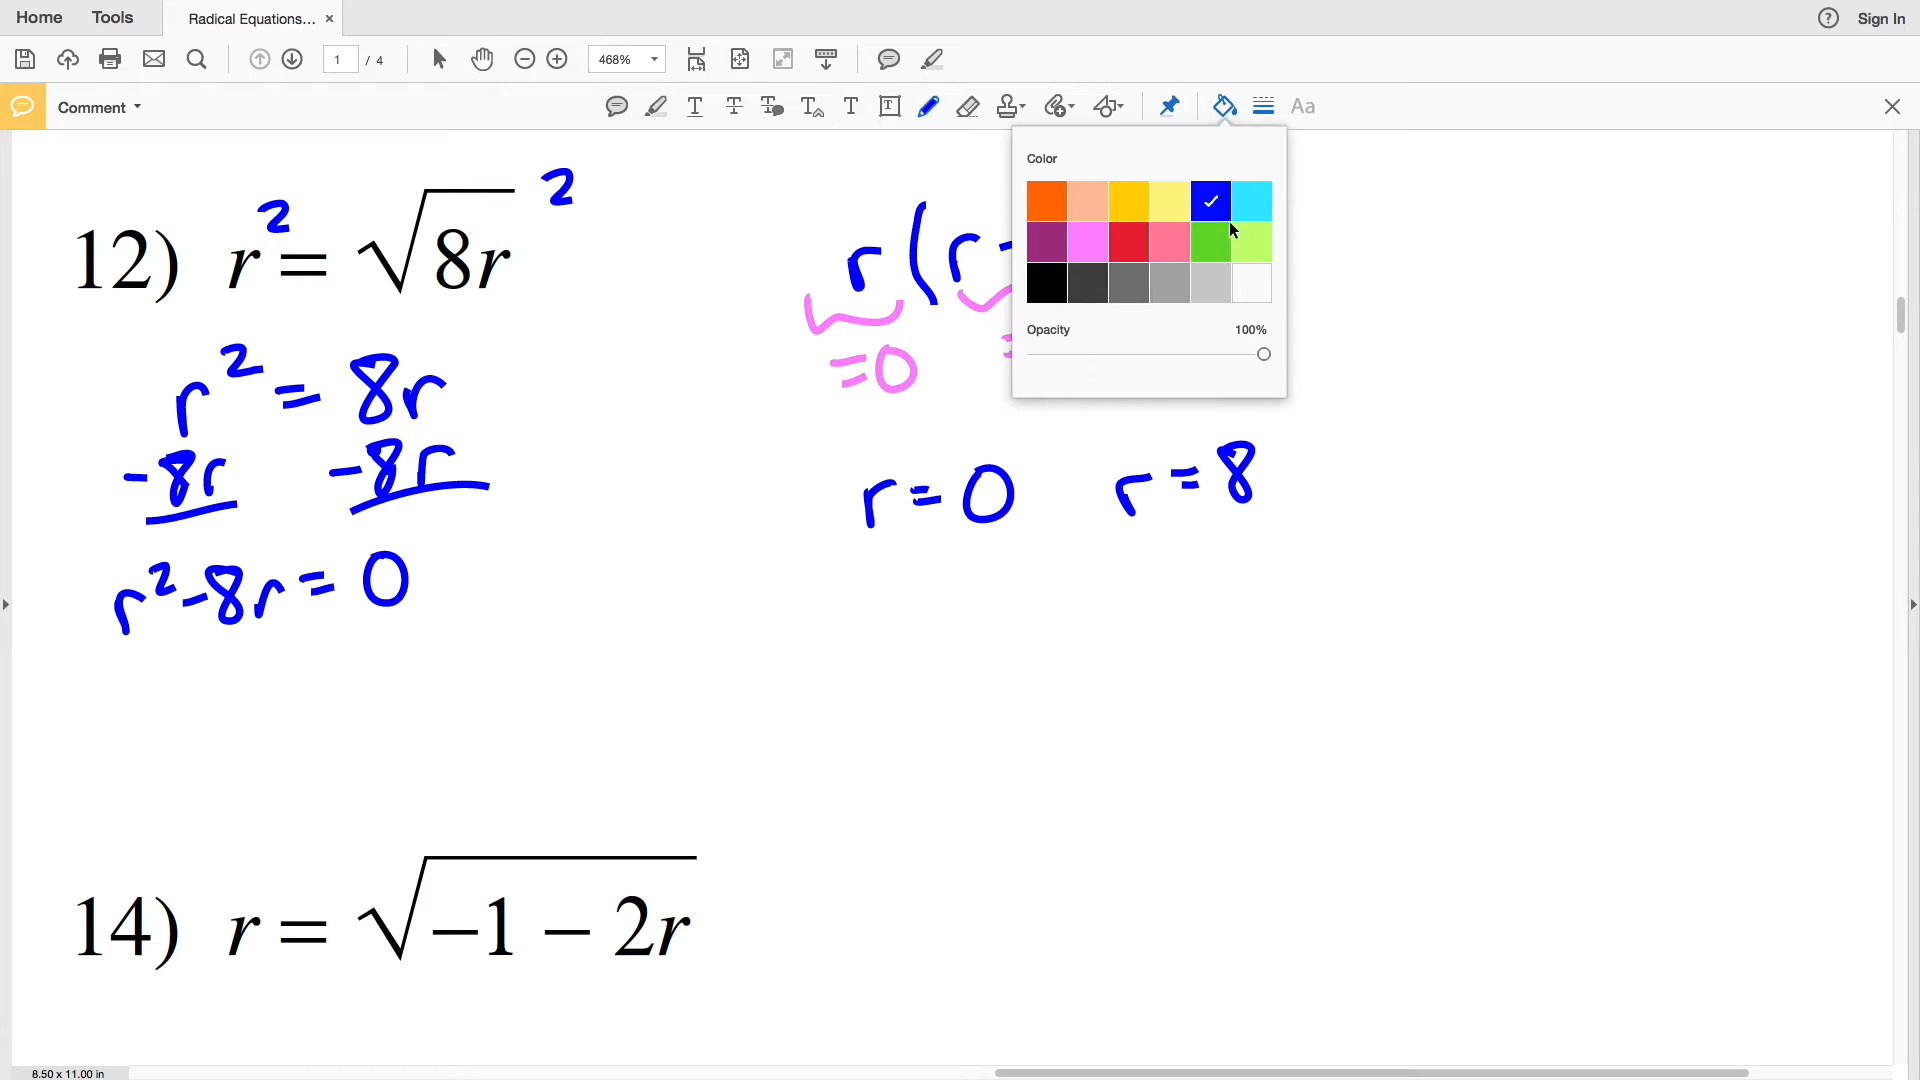 Home Tools Radical Equations... × ? Sign In
1 / 4 468%
Comment T T T T T T Aa
Color
Opacity 100%
12) r² = √8r ²
r² = 8r
-8r -8r
r²-8r = 0
r(r-
=0 =
r = 0 r = 8
14) r = √−1 − 2r
8.50 x 11.00 in